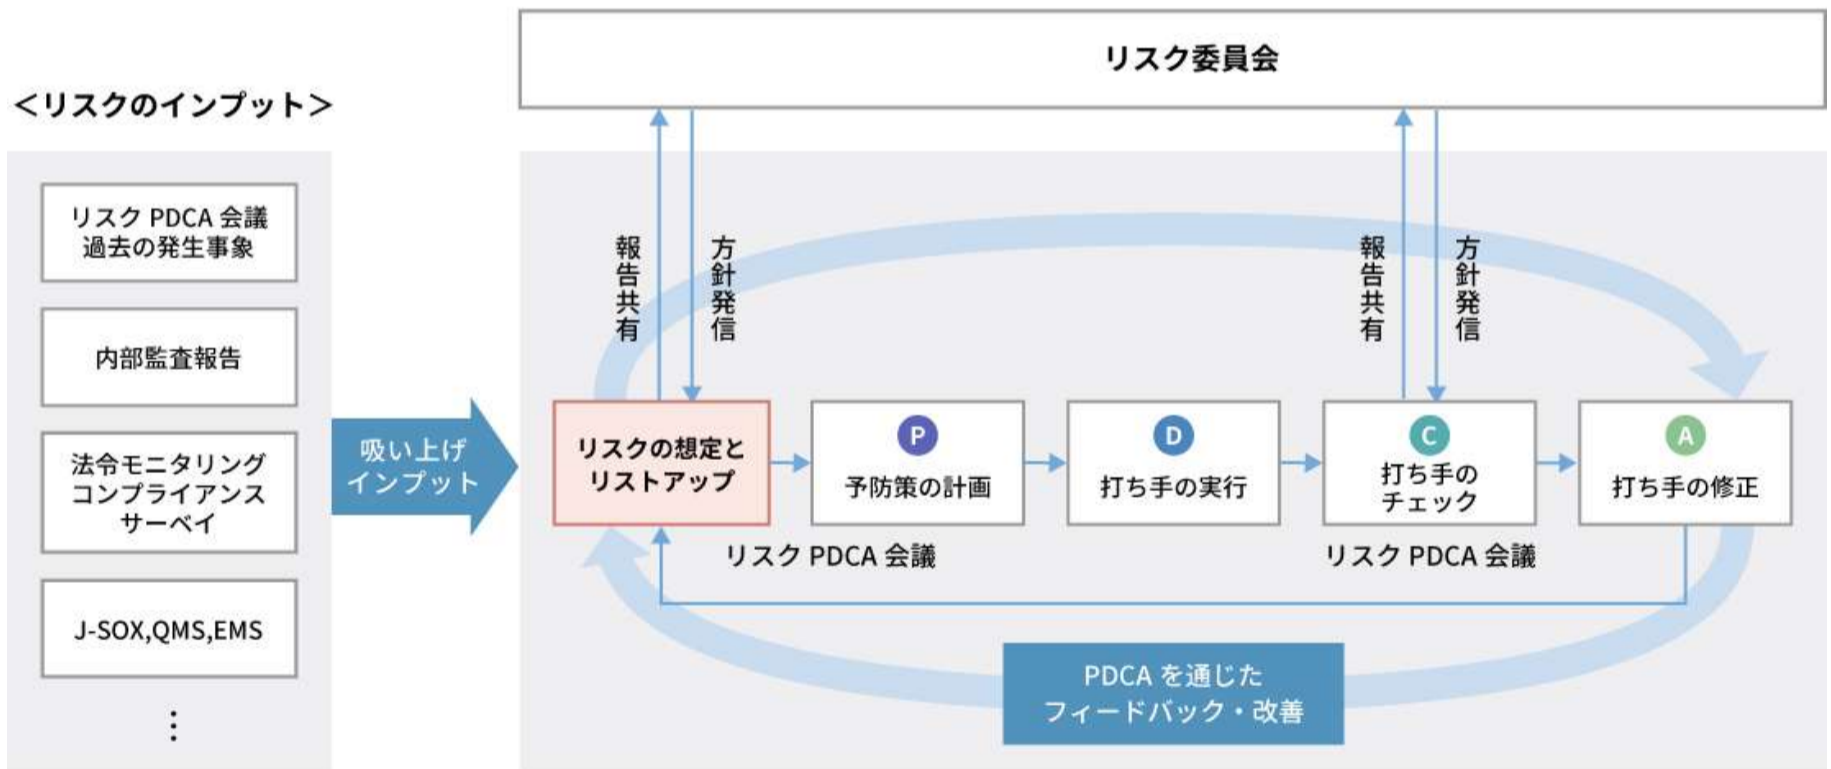 リスク委員会
＜リスクのインプット＞
リスク PDCA 会議
過去の発生事象
内部監査報告
法令モニタリング
コンプライアンス
サーベイ
J-SOX,QMS,EMS
⋮
吸い上げ
インプット
報告共有
方針発信
報告共有
方針発信
リスクの想定と
リストアップ
P
予防策の計画
D
打ち手の実行
C
打ち手の
チェック
A
打ち手の修正
リスク PDCA 会議
リスク PDCA 会議
PDCA を通じた
フィードバック・改善